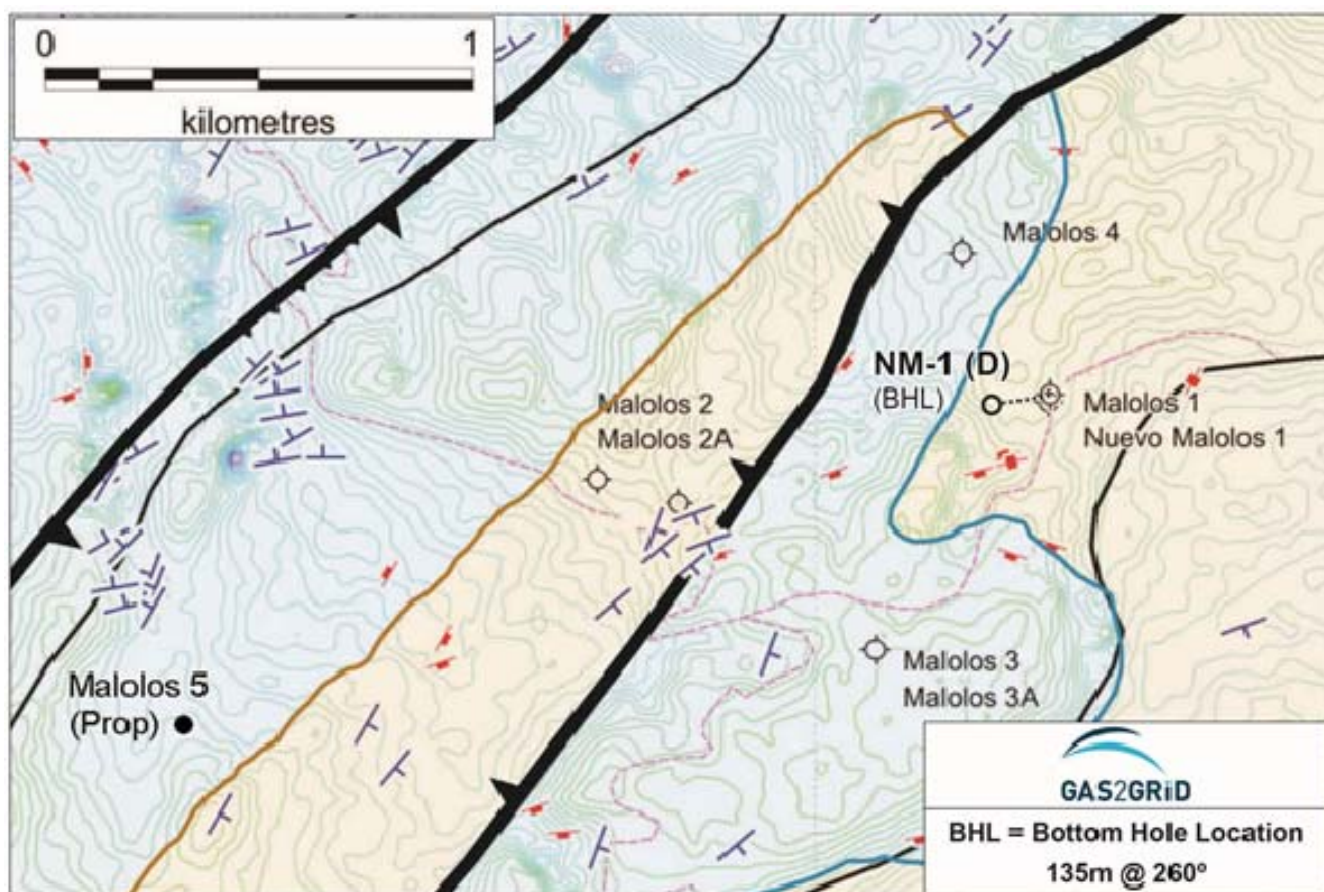 0 1
kilometres
Malolos 4
NM-1 (D)
(BHL)
Malolos 2
Malolos 2A
Malolos 1
Nuevo Malolos 1
Malolos 3
Malolos 3A
Malolos 5
(Prop)
GAS2GRiD
BHL = Bottom Hole Location
135m @ 260°